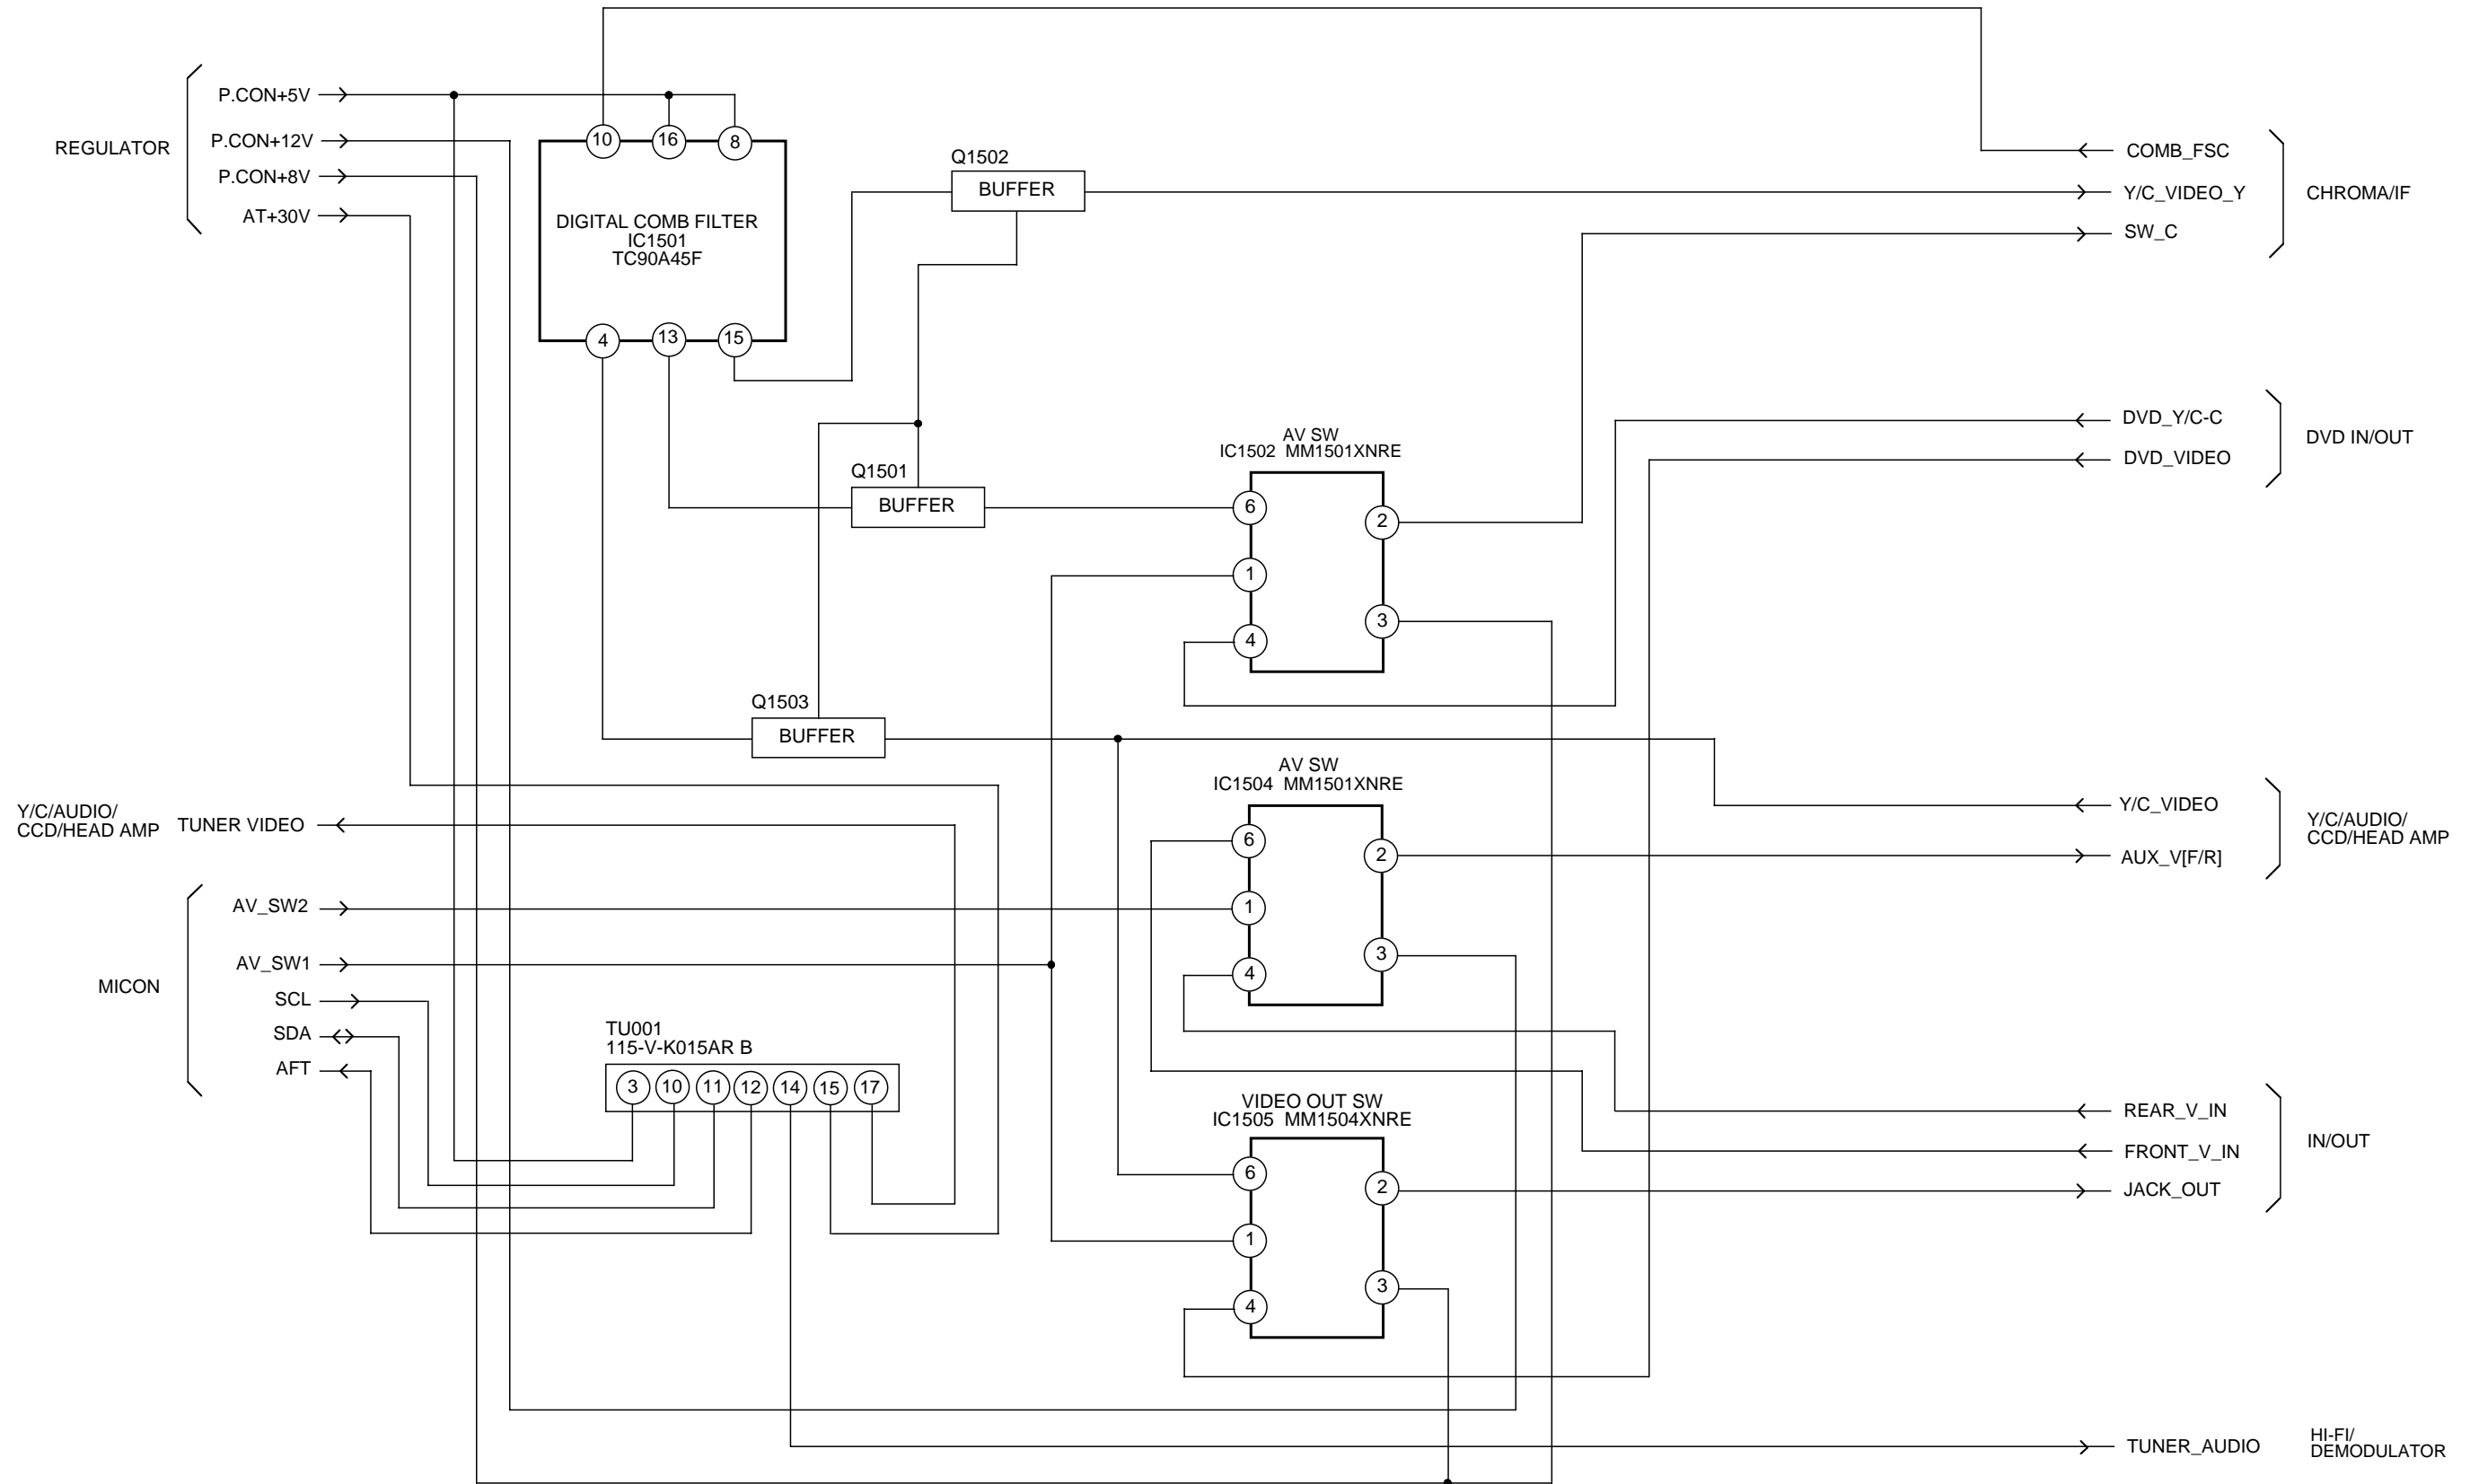 REGULATOR
P.CON+5V
P.CON+12V
P.CON+8V
AT+30V
10
16
8
DIGITAL COMB FILTER
IC1501
TC90A45F
4
13
15
Q1502
BUFFER
COMB_FSC
Y/C_VIDEO_Y
SW_C
CHROMA/IF
Q1501
BUFFER
AV SW
IC1502 MM1501XNRE
6
1
4
2
3
DVD_Y/C-C
DVD_VIDEO
DVD IN/OUT
Q1503
BUFFER
Y/C/AUDIO/
CCD/HEAD AMP
TUNER VIDEO
AV SW
IC1504 MM1501XNRE
6
1
4
2
3
Y/C_VIDEO
AUX_V[F/R]
Y/C/AUDIO/
CCD/HEAD AMP
MICON
AV_SW2
AV_SW1
SCL
SDA
AFT
TU001
115-V-K015AR B
3
10
11
12
14
15
17
VIDEO OUT SW
IC1505 MM1504XNRE
6
1
4
2
3
REAR_V_IN
FRONT_V_IN
JACK_OUT
IN/OUT
TUNER_AUDIO
HI-FI/
DEMODULATOR